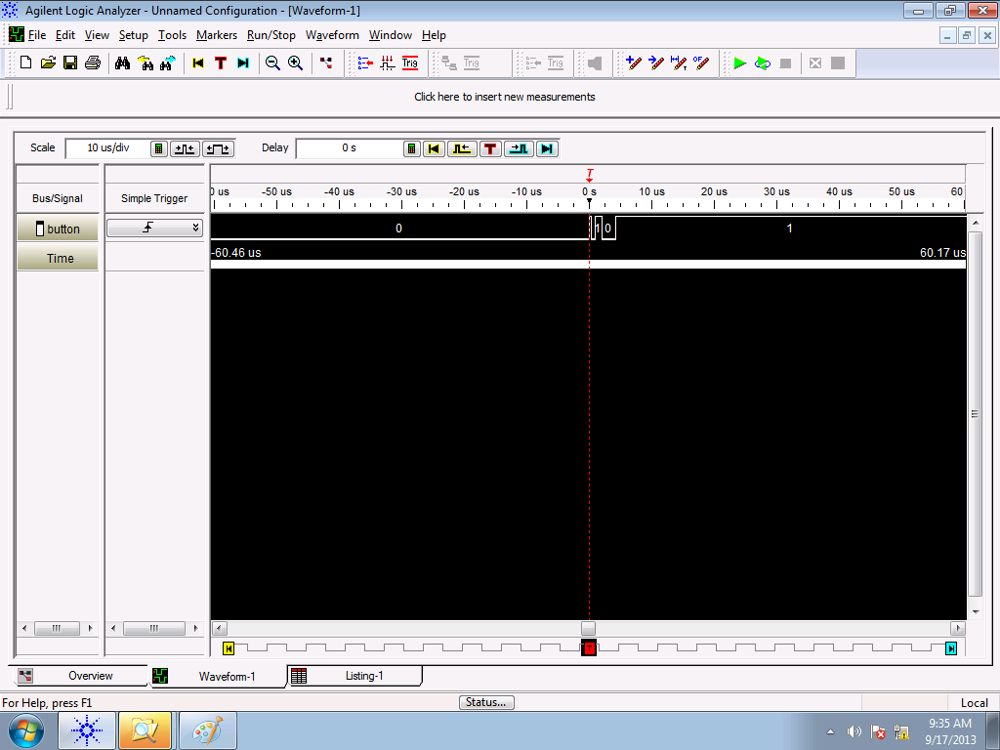 Agilent Logic Analyzer - Unnamed Configuration - [Waveform-1]
File Edit View Setup Tools Markers Run/Stop Waveform Window Help
T Trig Trig Trig
Click here to insert new measurements
Scale 10 us/div Delay 0 s T
T
Bus/Signal Simple Trigger 0 us -50 us -40 us -30 us -20 us -10 us 0 s 10 us 20 us 30 us 40 us 50 us 60
button 0 1 0 1
Time -60.46 us 60.17 us
Overview Waveform-1 Listing-1
For Help, press F1 Status... Local
9:35 AM
9/17/2013